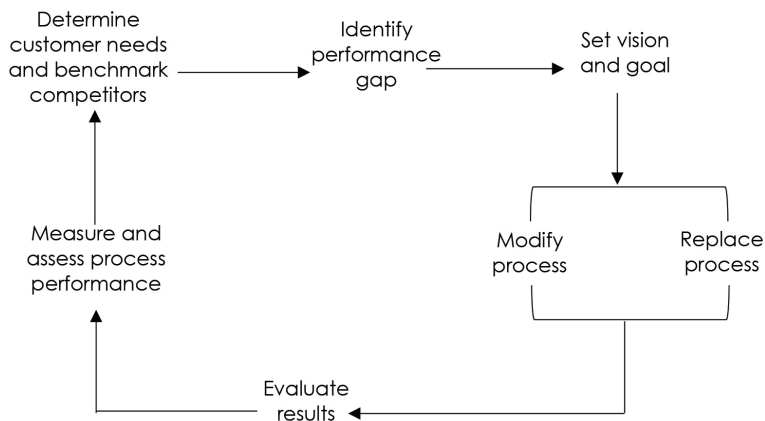 Determine
customer needs
and benchmark
competitors
Identify
performance
gap
Set vision
and goal
Modify
process
Replace
process
Evaluate
results
Measure and
assess process
performance